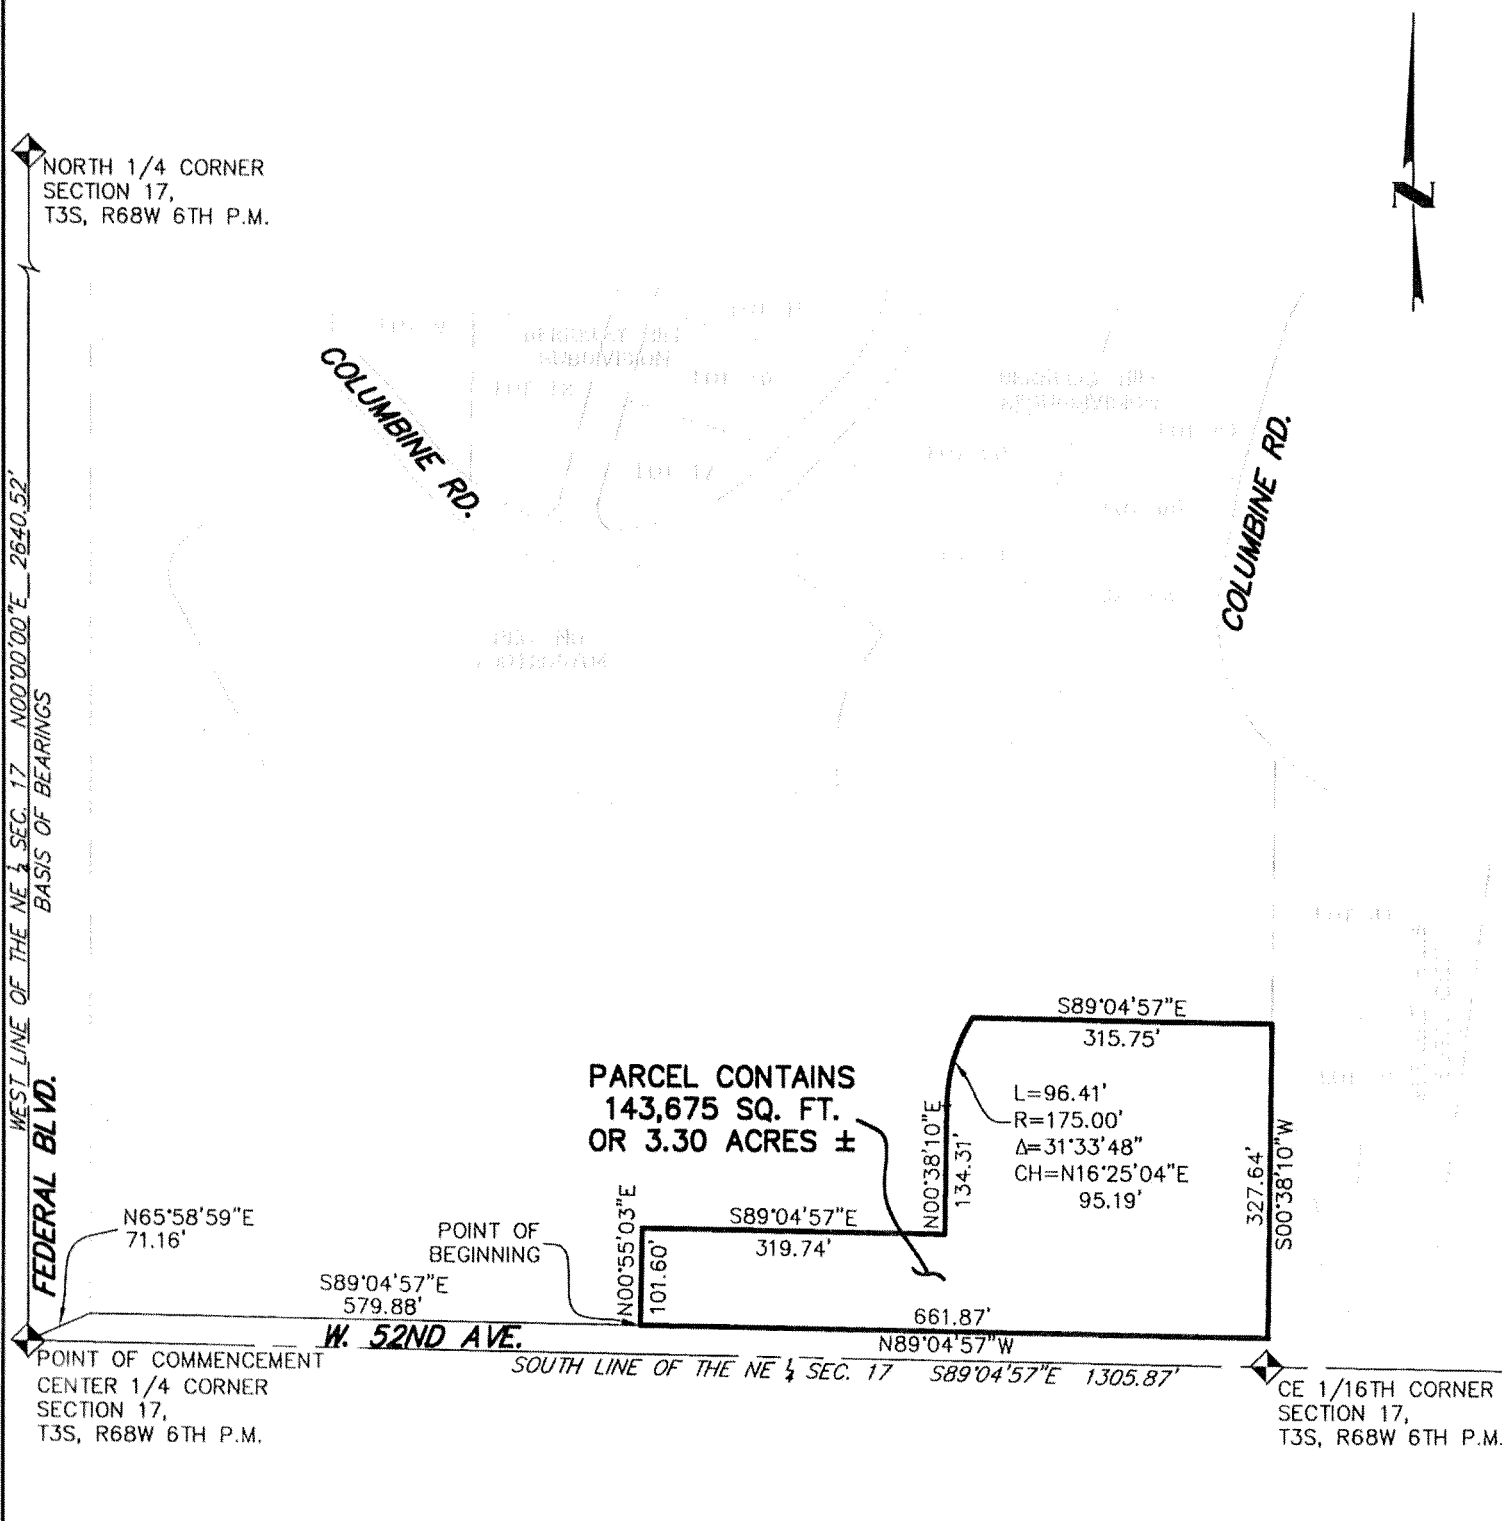 NORTH 1/4 CORNER
SECTION 17,
T3S, R68W 6TH P.M.
N
COLUMBINE RD.
COLUMBINE RD.
WEST LINE OF THE NE ¼ SEC. 17 N00°00'00"E 2640.52'
BASIS OF BEARINGS
FEDERAL BLVD.
S89°04'57"E
315.75'
PARCEL CONTAINS
143,675 SQ. FT.
OR 3.30 ACRES ±
L=96.41'
R=175.00'
Δ=31°33'48"
CH=N16°25'04"E
95.19'
N00°38'10"E
134.31'
327.64'
S00°38'10"W
N65°58'59"E
71.16'
POINT OF
BEGINNING
N00°55'03"E
101.60'
S89°04'57"E
319.74'
S89°04'57"E
579.88'
W. 52ND AVE.
661.87'
N89°04'57"W
SOUTH LINE OF THE NE ¼ SEC. 17 S89°04'57"E 1305.87'
POINT OF COMMENCEMENT
CENTER 1/4 CORNER
SECTION 17,
T3S, R68W 6TH P.M.
CE 1/16TH CORNER
SECTION 17,
T3S, R68W 6TH P.M.